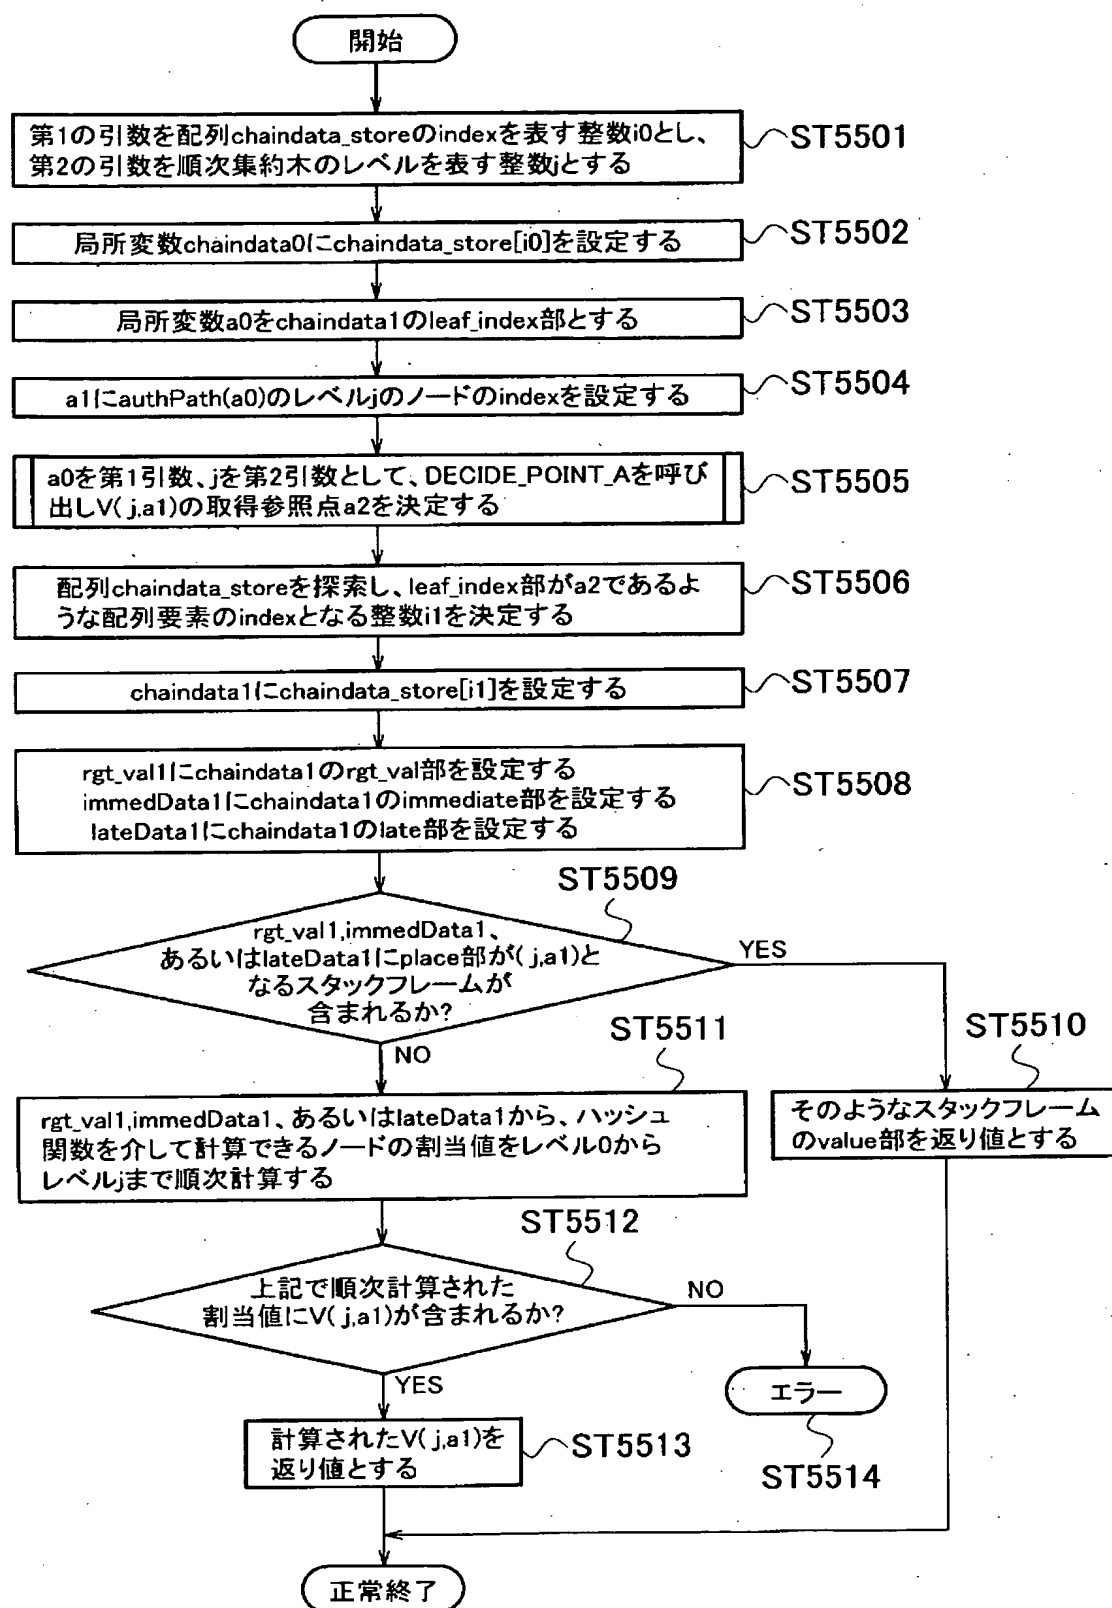 開始
第1の引数を配列chaindata_storeのindexを表す整数i0とし、
第2の引数を順次集約木のレベルを表す整数jとする
ST5501
局所変数chaindata0にchaindata_store[i0]を設定する
ST5502
局所変数a0をchaindata1のleaf_index部とする
ST5503
a1にauthPath(a0)のレベルjのノードのindexを設定する
ST5504
a0を第1引数、jを第2引数として、DECIDE_POINT_Aを呼び
出しV(j,a1)の取得参照点a2を決定する
ST5505
配列chaindata_storeを探索し、leaf_index部がa2であるよ
うな配列要素のindexとなる整数i1を決定する
ST5506
chaindata1にchaindata_store[i1]を設定する
ST5507
rgt_val1にchaindata1のrgt_val部を設定する
immedData1にchaindata1のimmediate部を設定する
lateData1にchaindata1のlate部を設定する
ST5508
ST5509
rgt_val1,immedData1、
あるいはlateData1にplace部が(j,a1)と
なるスタックフレームが
含まれるか?
YES
NO
ST5511
ST5510
rgt_val1,immedData1、あるいはlateData1から、ハッシュ
関数を介して計算できるノードの割当値をレベル0から
レベルjまで順次計算する
そのようなスタックフレーム
のvalue部を返り値とする
ST5512
上記で順次計算された
割当値にV(j,a1)が含まれるか?
NO
YES
エラー
ST5514
計算されたV(j,a1)を
返り値とする
ST5513
正常終了